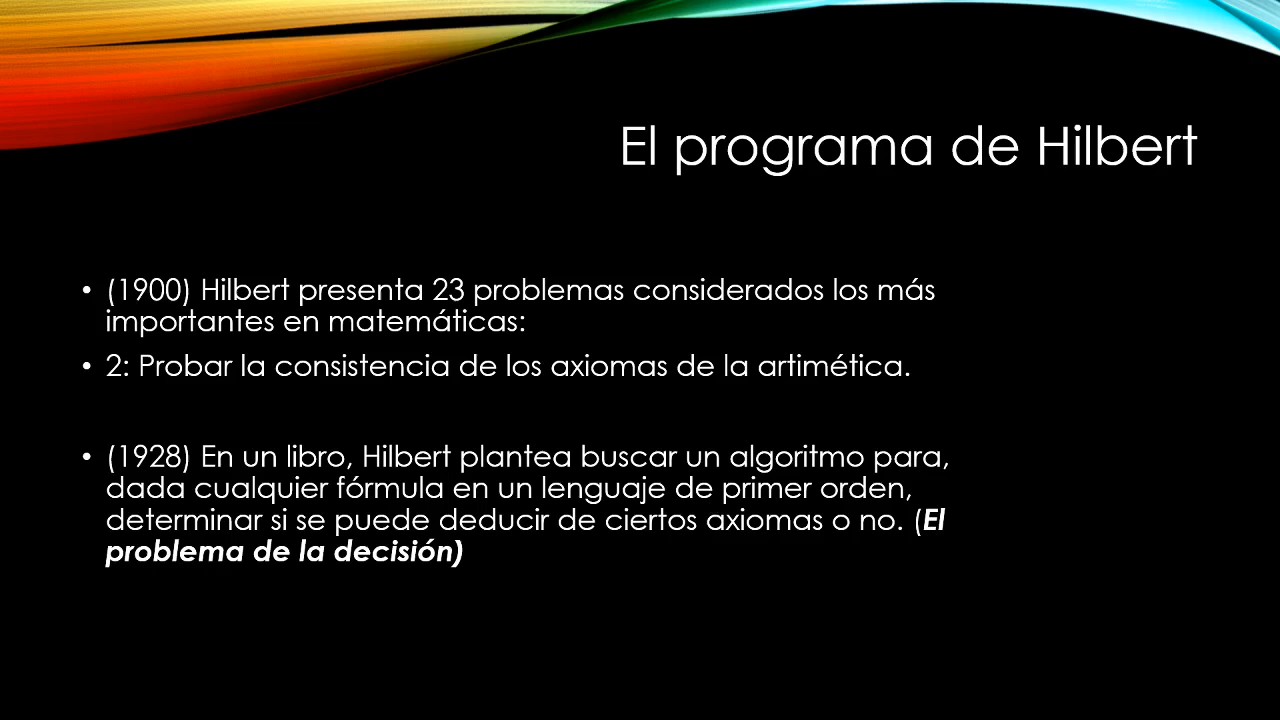 El programa de Hilbert
• (1900) Hilbert presenta 23 problemas considerados los más
importantes en matemáticas:
• 2: Probar la consistencia de los axiomas de la artimética.
• (1928) En un libro, Hilbert plantea buscar un algoritmo para,
dada cualquier fórmula en un lenguaje de primer orden,
determinar si se puede deducir de ciertos axiomas o no. (El
problema de la decisión)